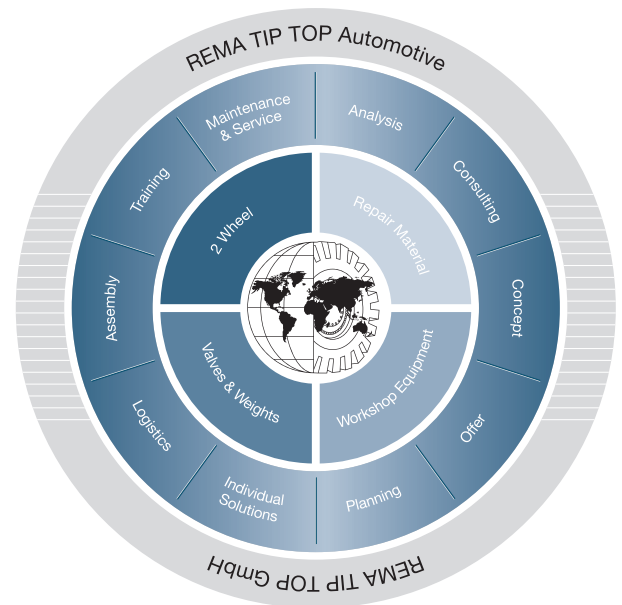 REMA TIP TOP Automotive
Maintenance
& Service
Analysis
Consulting
Concept
Offer
Planning
Individual
Solutions
Logistics
Assembly
Training
2 Wheel
Repair Material
Workshop Equipment
Valves & Weights
REMA TIP TOP GmbH